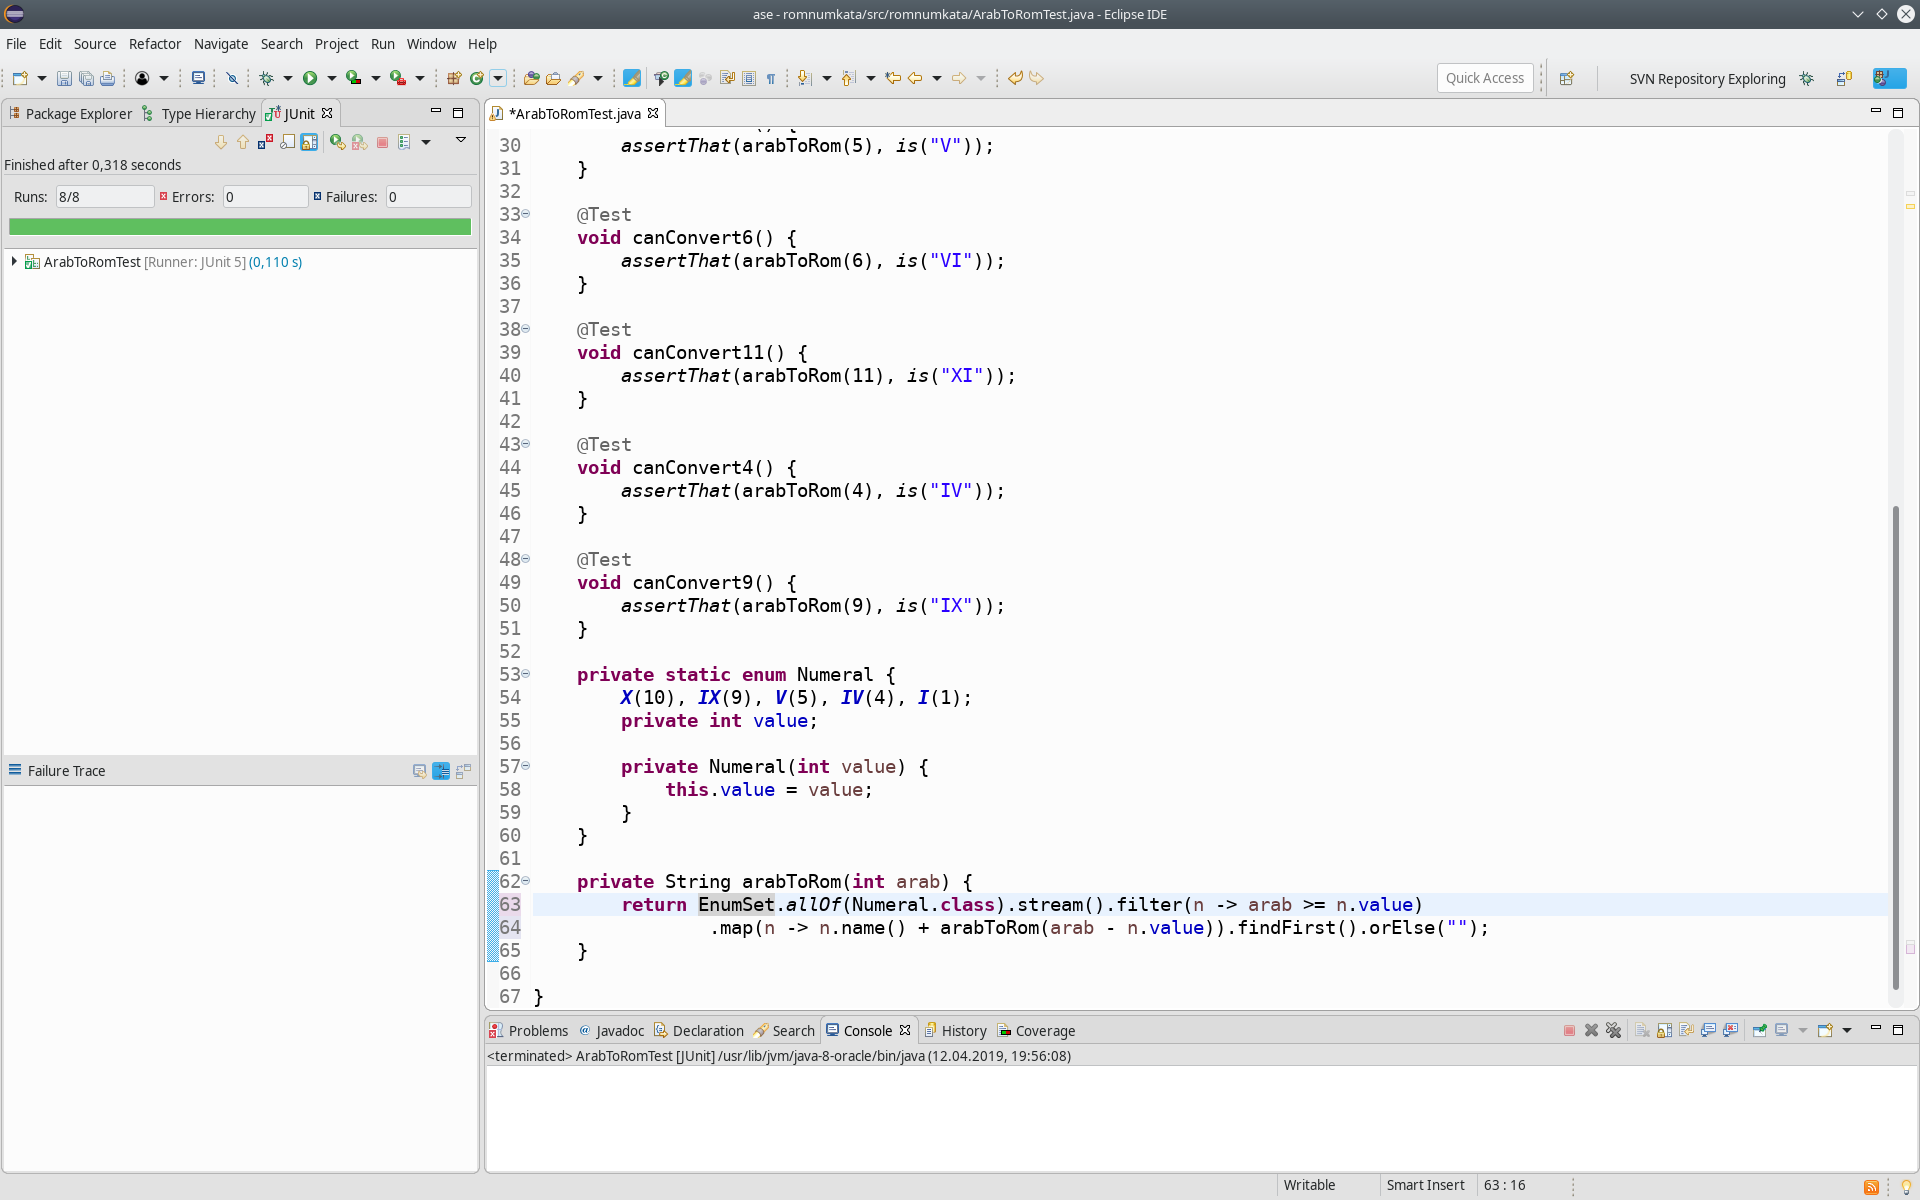 ase - romnumkata/src/romnumkata/ArabToRomTest.java - Eclipse IDE
File Edit Source Refactor Navigate Search Project Run Window Help
Quick Access
SVN Repository Exploring
Package Explorer Type Hierarchy JUnit
Finished after 0,318 seconds
Runs: 8/8 Errors: 0 Failures: 0
ArabToRomTest [Runner: JUnit 5] (0,110 s)
Failure Trace
*ArabToRomTest.java
30 assertThat(arabToRom(5), is("V"));
31 }
32
33 @Test
34 void canConvert6() {
35 assertThat(arabToRom(6), is("VI"));
36 }
37
38 @Test
39 void canConvert11() {
40 assertThat(arabToRom(11), is("XI"));
41 }
42
43 @Test
44 void canConvert4() {
45 assertThat(arabToRom(4), is("IV"));
46 }
47
48 @Test
49 void canConvert9() {
50 assertThat(arabToRom(9), is("IX"));
51 }
52
53 private static enum Numeral {
54 X(10), IX(9), V(5), IV(4), I(1);
55 private int value;
56
57 private Numeral(int value) {
58 this.value = value;
59 }
60 }
61
62 private String arabToRom(int arab) {
63 return EnumSet.allOf(Numeral.class).stream().filter(n -> arab >= n.value)
64 .map(n -> n.name() + arabToRom(arab - n.value)).findFirst().orElse("");
65 }
66
67 }
Problems @ Javadoc Declaration Search Console History Coverage
<terminated> ArabToRomTest [JUnit] /usr/lib/jvm/java-8-oracle/bin/java (12.04.2019, 19:56:08)
Writable Smart Insert 63 : 16